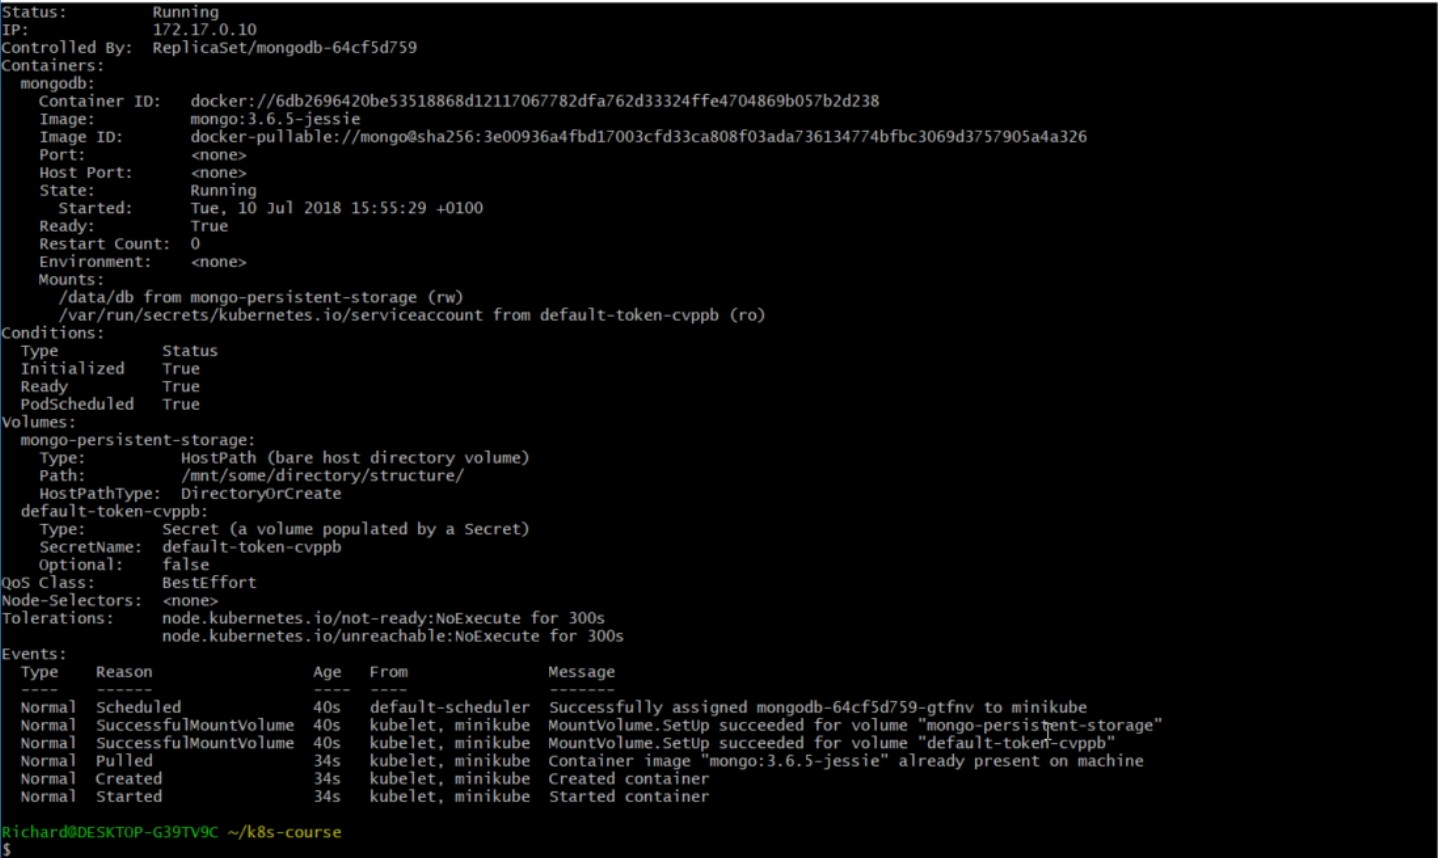 Status:         Running
IP:             172.17.0.10
Controlled By:  ReplicaSet/mongodb-64cf5d759
Containers:
  mongodb:
    Container ID:   docker://6db2696420be53518868d12117067782dfa762d33324ffe4704869b057b2d238
    Image:          mongo:3.6.5-jessie
    Image ID:       docker-pullable://mongo@sha256:3e00936a4fbd17003cfd33ca808f03ada736134774bfbc3069d3757905a4a326
    Port:           <none>
    Host Port:      <none>
    State:          Running
      Started:      Tue, 10 Jul 2018 15:55:29 +0100
    Ready:          True
    Restart Count:  0
    Environment:    <none>
    Mounts:
      /data/db from mongo-persistent-storage (rw)
      /var/run/secrets/kubernetes.io/serviceaccount from default-token-cvppb (ro)
Conditions:
  Type           Status
  Initialized    True
  Ready          True
  PodScheduled   True
Volumes:
  mongo-persistent-storage:
    Type:          HostPath (bare host directory volume)
    Path:          /mnt/some/directory/structure/
    HostPathType:  DirectoryOrCreate
  default-token-cvppb:
    Type:        Secret (a volume populated by a Secret)
    SecretName:  default-token-cvppb
    Optional:    false
QoS Class:       BestEffort
Node-Selectors:  <none>
Tolerations:     node.kubernetes.io/not-ready:NoExecute for 300s
                 node.kubernetes.io/unreachable:NoExecute for 300s
Events:
  Type    Reason                 Age   From               Message
  ----    ------                 ----  ----               -------
  Normal  Scheduled              40s   default-scheduler  Successfully assigned mongodb-64cf5d759-gtfnv to minikube
  Normal  SuccessfulMountVolume  40s   kubelet, minikube  MountVolume.SetUp succeeded for volume "mongo-persistent-storage"
  Normal  SuccessfulMountVolume  40s   kubelet, minikube  MountVolume.SetUp succeeded for volume "default-token-cvppb"
  Normal  Pulled                 34s   kubelet, minikube  Container image "mongo:3.6.5-jessie" already present on machine
  Normal  Created                34s   kubelet, minikube  Created container
  Normal  Started                34s   kubelet, minikube  Started container
Richard@DESKTOP-G39TV9C ~/k8s-course
$